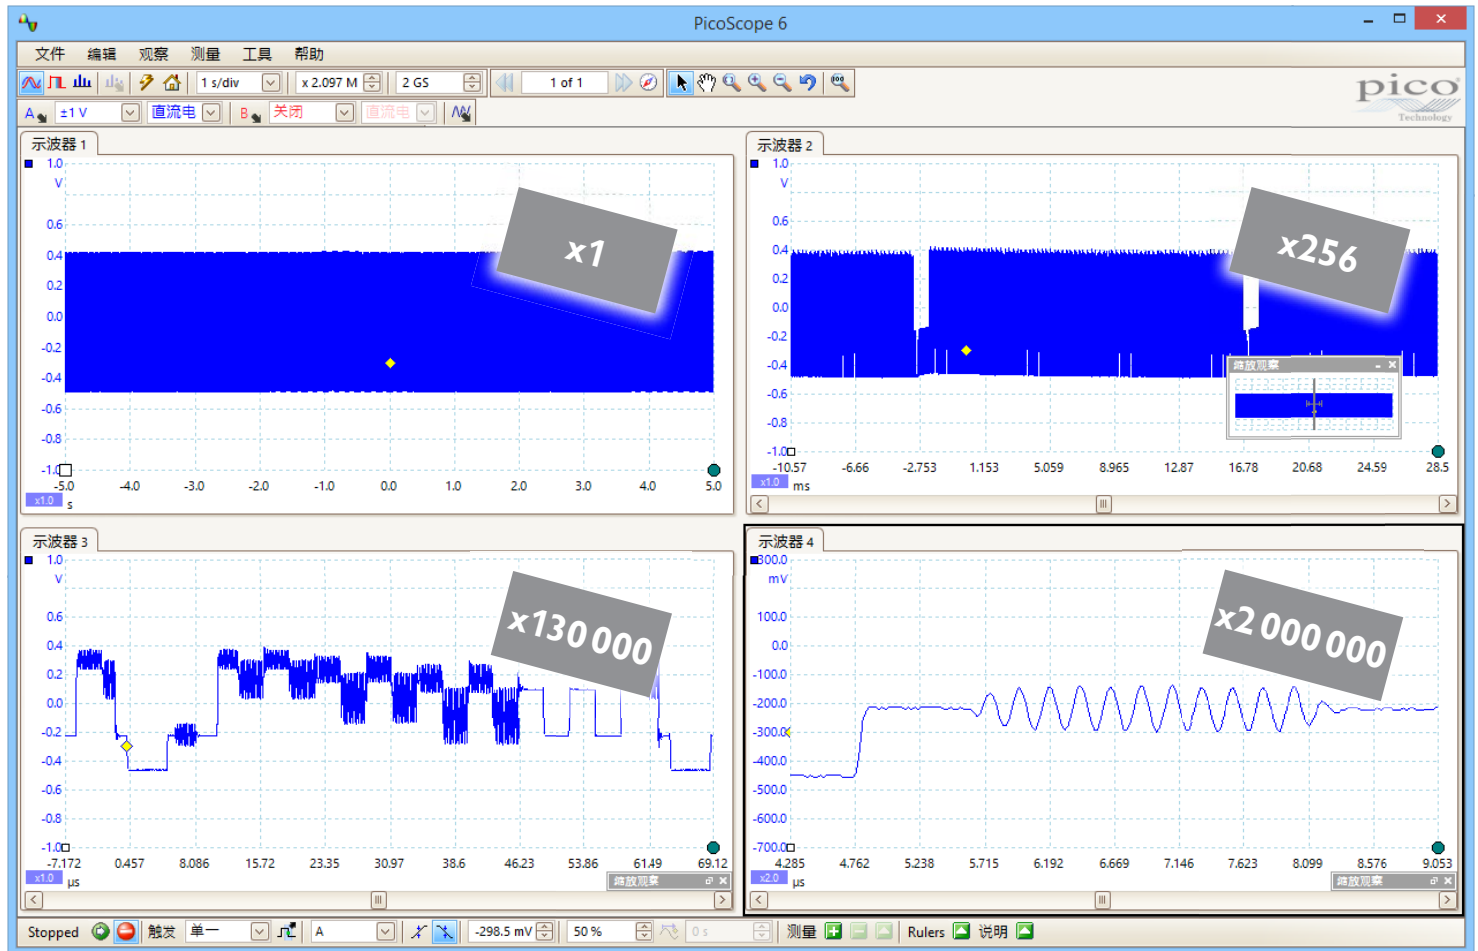 PicoScope 6
文件 编辑 观察 测量 工具 帮助
1 s/div x 2.097 M 2 GS 1 of 1
A ±1 V 直流电 B 关闭 直流电
pico
Technology
示波器 1
1.0
V
0.6
0.4
0.2
0.0
-0.2
-0.4
-0.6
-0.8
-1.0
-5.0 -4.0 -3.0 -2.0 -1.0 0.0 1.0 2.0 3.0 4.0 5.0
x1.0 s
x1
示波器 2
1.0
V
0.6
0.4
0.2
0.0
-0.2
-0.4
-0.6
-0.8
-1.0
-10.57 -6.66 -2.753 1.153 5.059 8.965 12.87 16.78 20.68 24.59 28.5
x1.0 ms
x256
缩放观察
示波器 3
1.0
V
0.6
0.4
0.2
0.0
-0.2
-0.4
-0.6
-0.8
-1.0
-7.172 0.457 8.086 15.72 23.35 30.97 38.6 46.23 53.86 61.49 69.12
x1.0 µs
x130 000
缩放观察
示波器 4
300.0
mV
100.0
0.0
-100.0
-200.0
-300.0
-400.0
-500.0
-600.0
-700.0
4.285 4.762 5.238 5.715 6.192 6.669 7.146 7.623 8.099 8.576 9.053
x2.0 µs
x2 000 000
缩放观察
Stopped 触发 单一 A -298.5 mV 50 % 0 s 测量 Rulers 说明